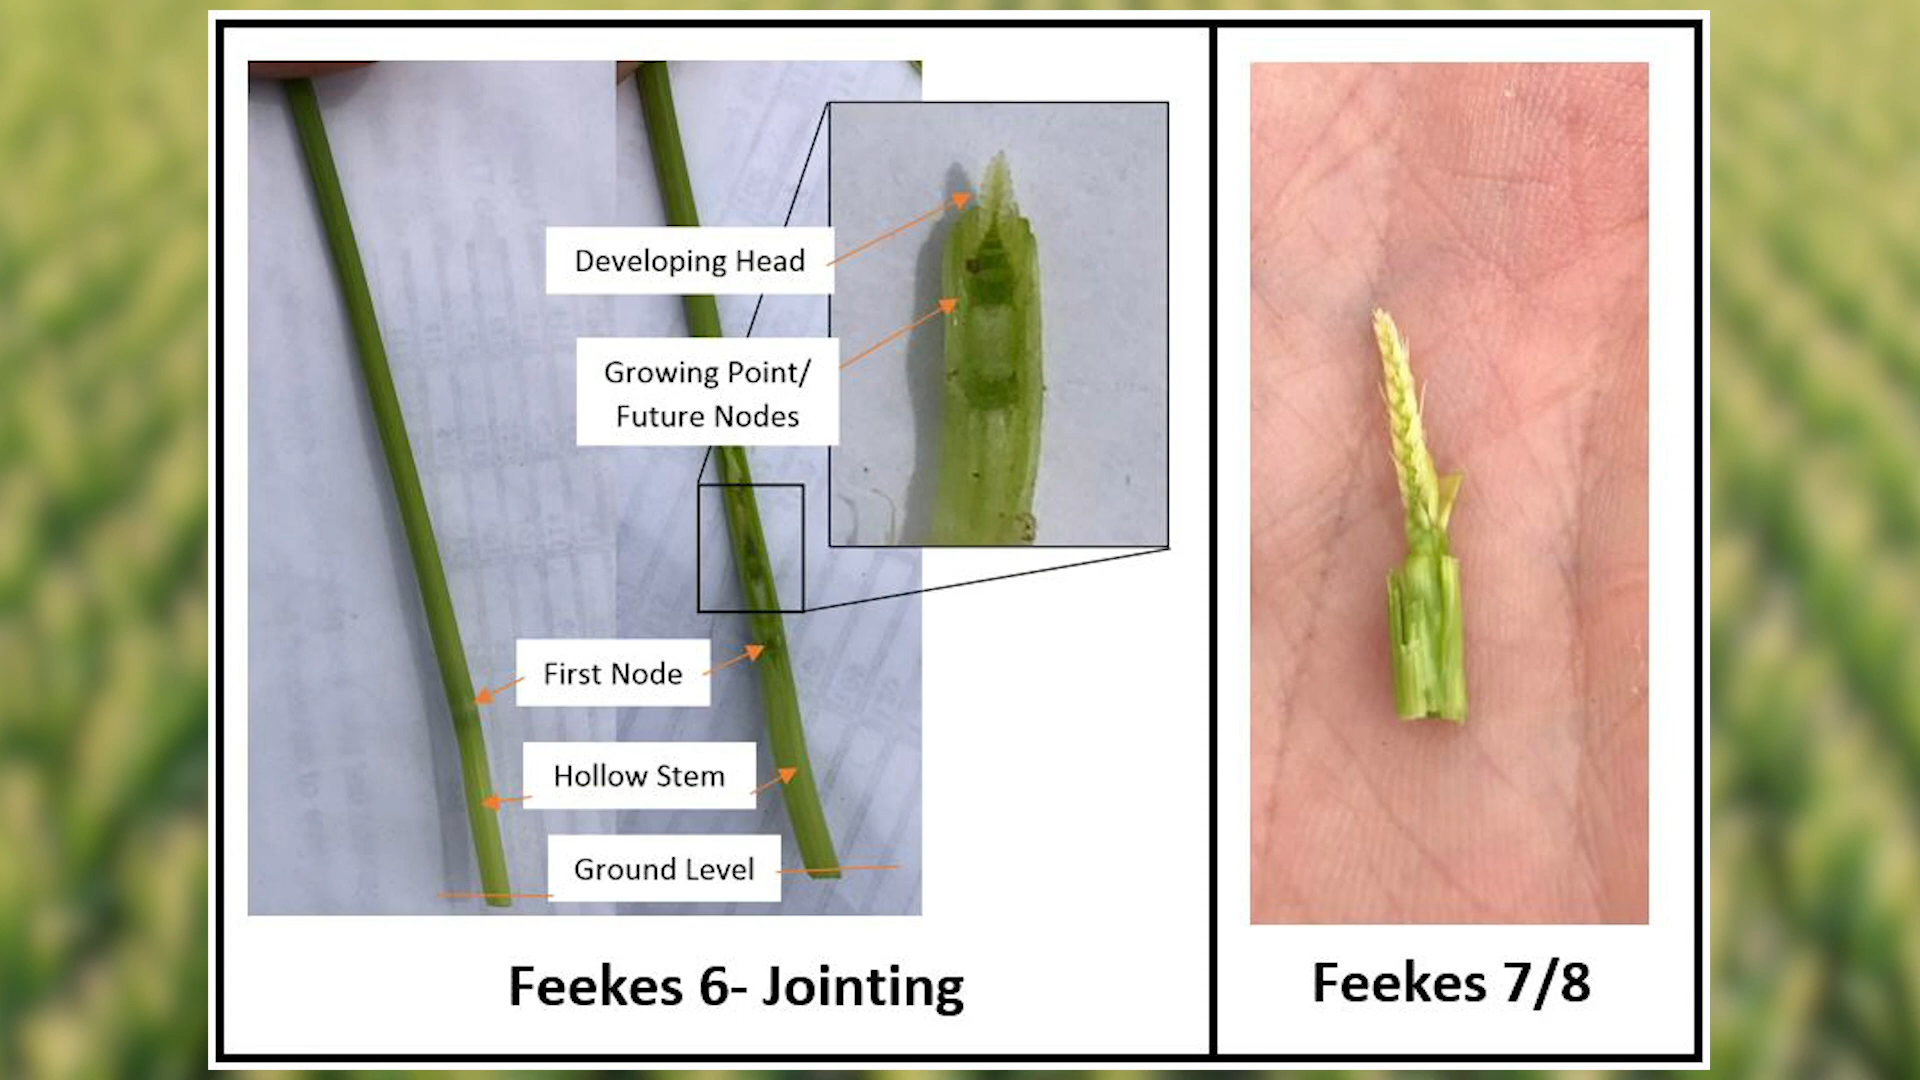 Developing Head
Growing Point/
Future Nodes
First Node
Hollow Stem
Ground Level
Feekes 6- Jointing
Feekes 7/8